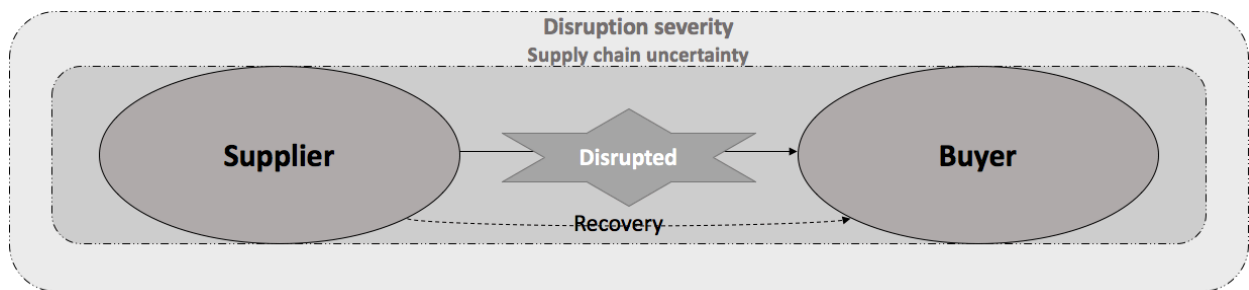 Disruption severity
Supply chain uncertainty
Supplier
Disrupted
Buyer
Recovery